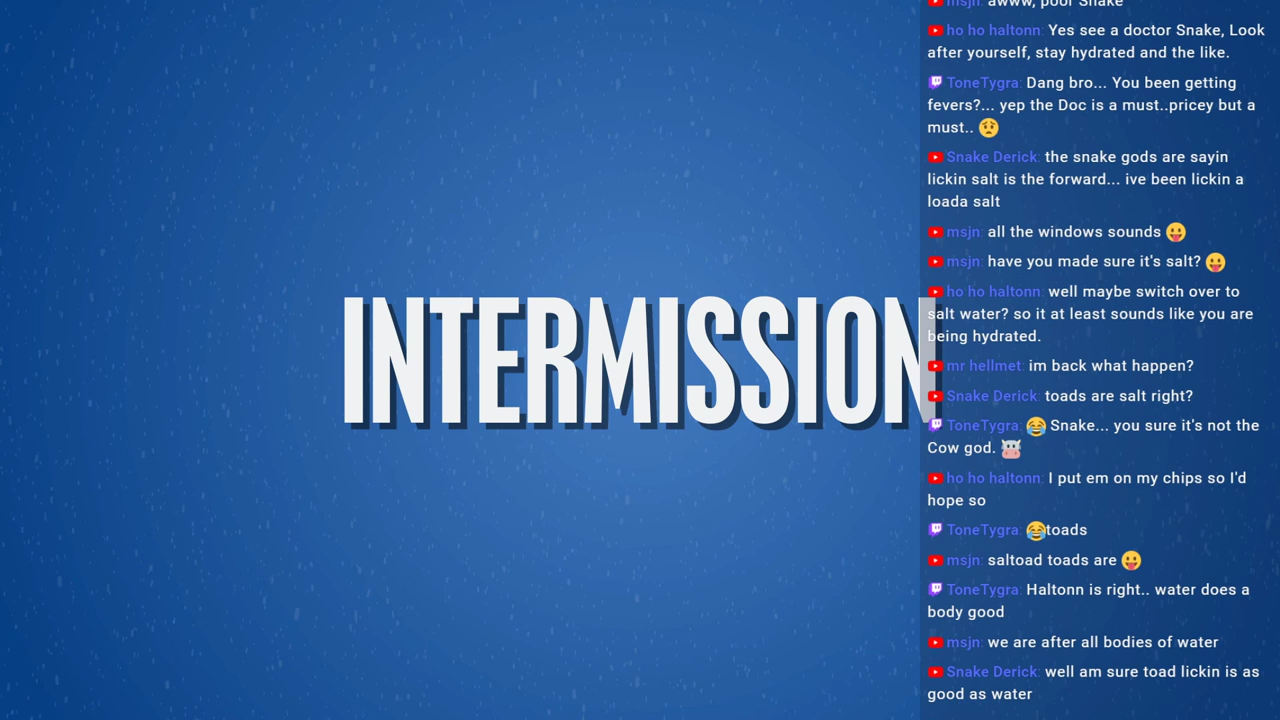 INTERMISSION
msjn: awww, poor Snake
ho ho haltonn: Yes see a doctor Snake, Look
after yourself, stay hydrated and the like.
ToneTygra: Dang bro... You been getting
fevers?... yep the Doc is a must..pricey but a
must.. 😟
Snake Derick: the snake gods are sayin
lickin salt is the forward... ive been lickin a
loada salt
msjn: all the windows sounds 😛
msjn: have you made sure it's salt? 😛
ho ho haltonn: well maybe switch over to
salt water? so it at least sounds like you are
being hydrated.
mr hellmet: im back what happen?
Snake Derick: toads are salt right?
ToneTygra: 😂 Snake... you sure it's not the
Cow god. 🐮
ho ho haltonn: I put em on my chips so I'd
hope so
ToneTygra: 😂toads
msjn: saltoad toads are 😛
ToneTygra: Haltonn is right.. water does a
body good
msjn: we are after all bodies of water
Snake Derick: well am sure toad lickin is as
good as water